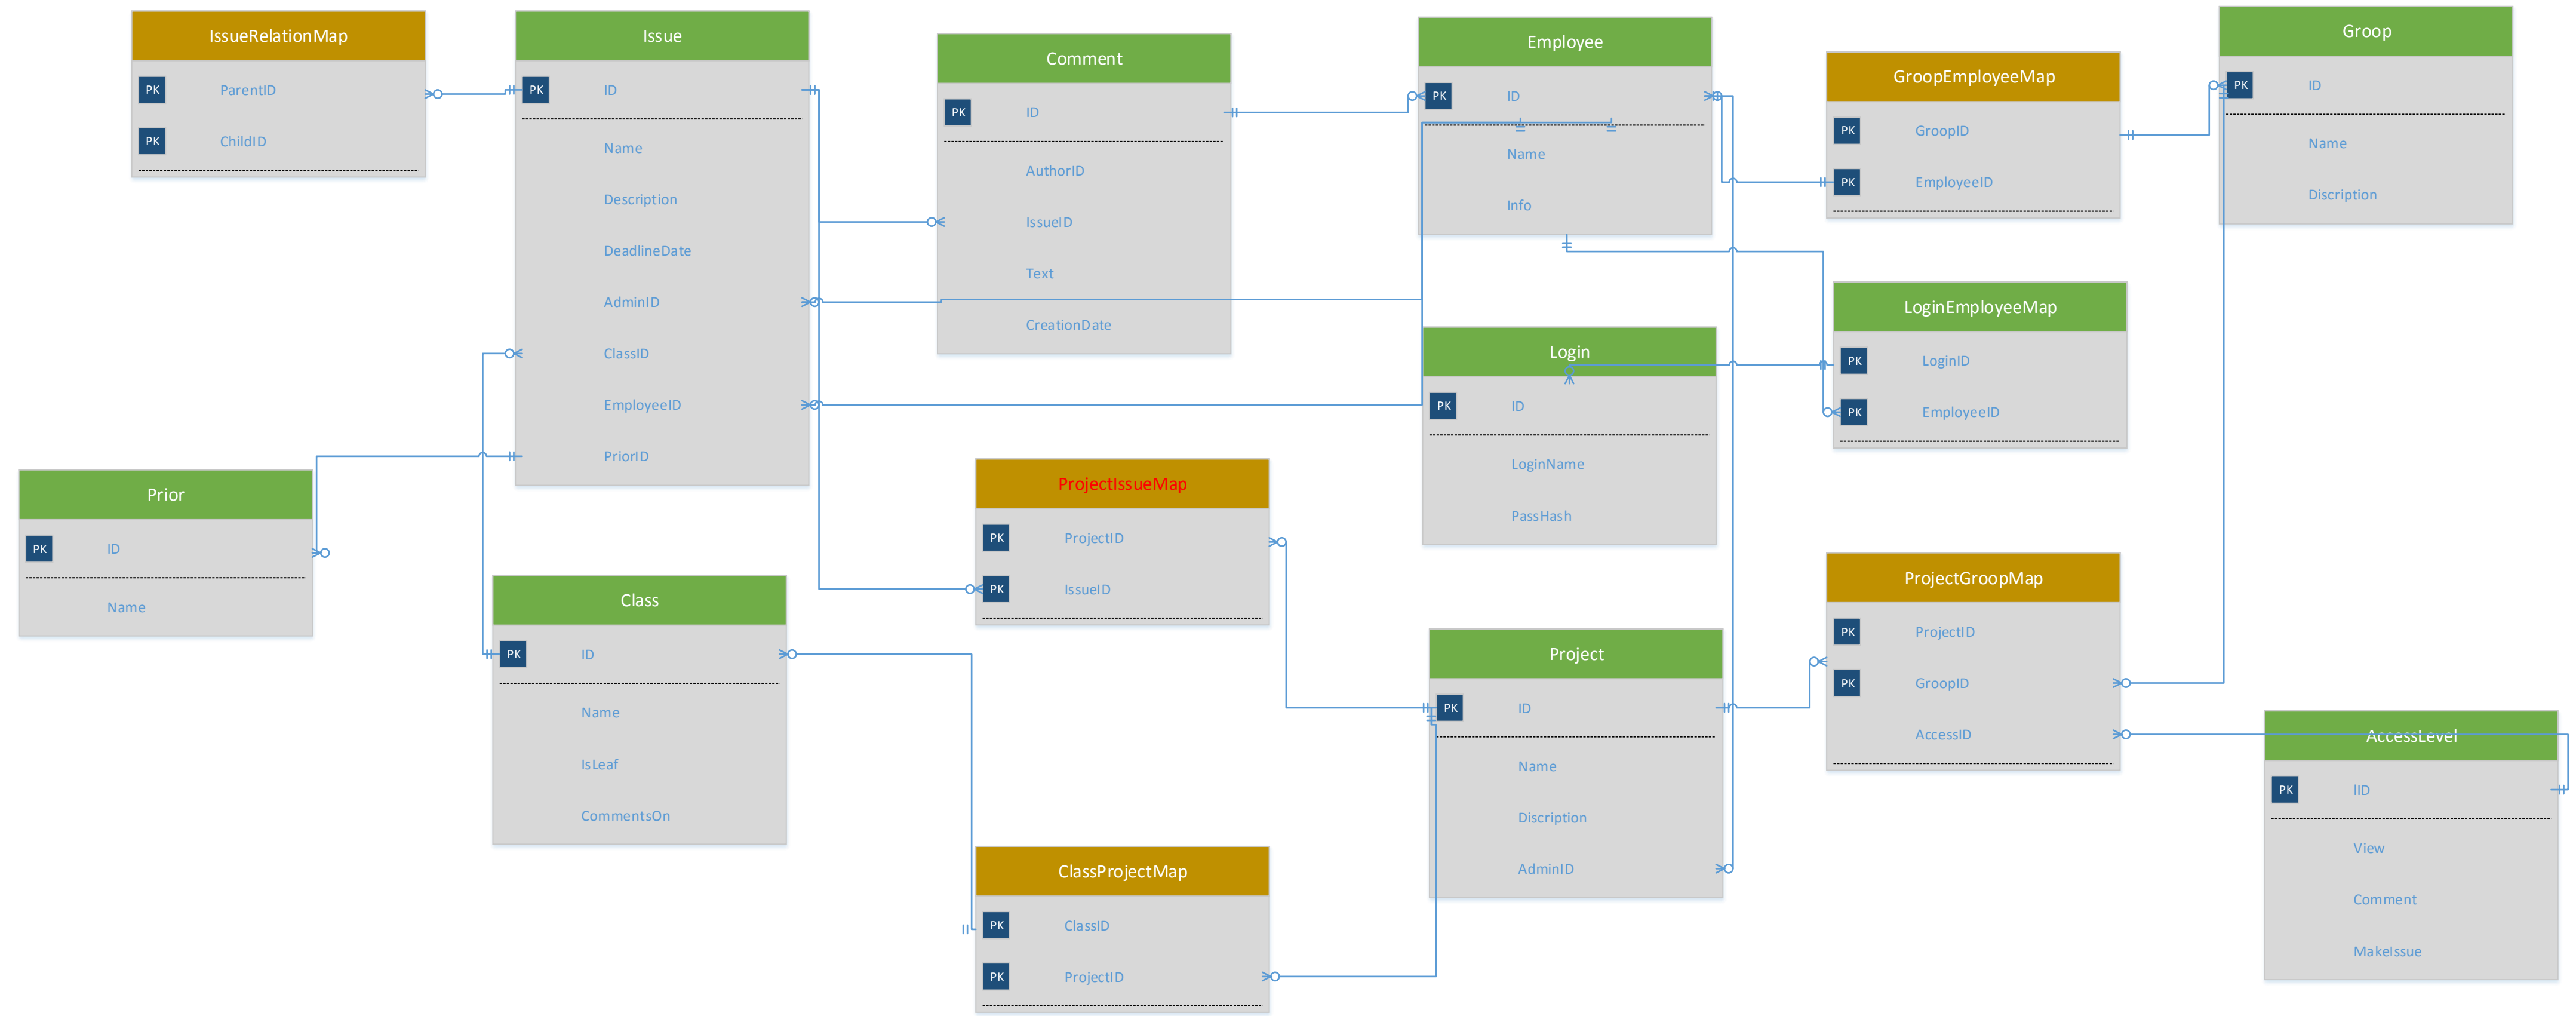 IssueRelationMap
PK ParentID
PK ChildID
Issue
PK ID
Name
Description
DeadlineDate
AdminID
ClassID
EmployeeID
PriorID
Comment
PK ID
AuthorID
IssueID
Text
CreationDate
Employee
PK ID
Name
Info
GroopEmployeeMap
PK GroopID
PK EmployeeID
Groop
PK ID
Name
Discription
LoginEmployeeMap
PK LoginID
PK EmployeeID
Login
PK ID
LoginName
PassHash
Prior
PK ID
Name
ProjectIssueMap
PK ProjectID
PK IssueID
Class
PK ID
Name
IsLeaf
CommentsOn
Project
PK ID
Name
Discription
AdminID
ProjectGroopMap
PK ProjectID
PK GroopID
AccessID
AccessLevel
PK IID
View
Comment
MakeIssue
ClassProjectMap
PK ClassID
PK ProjectID